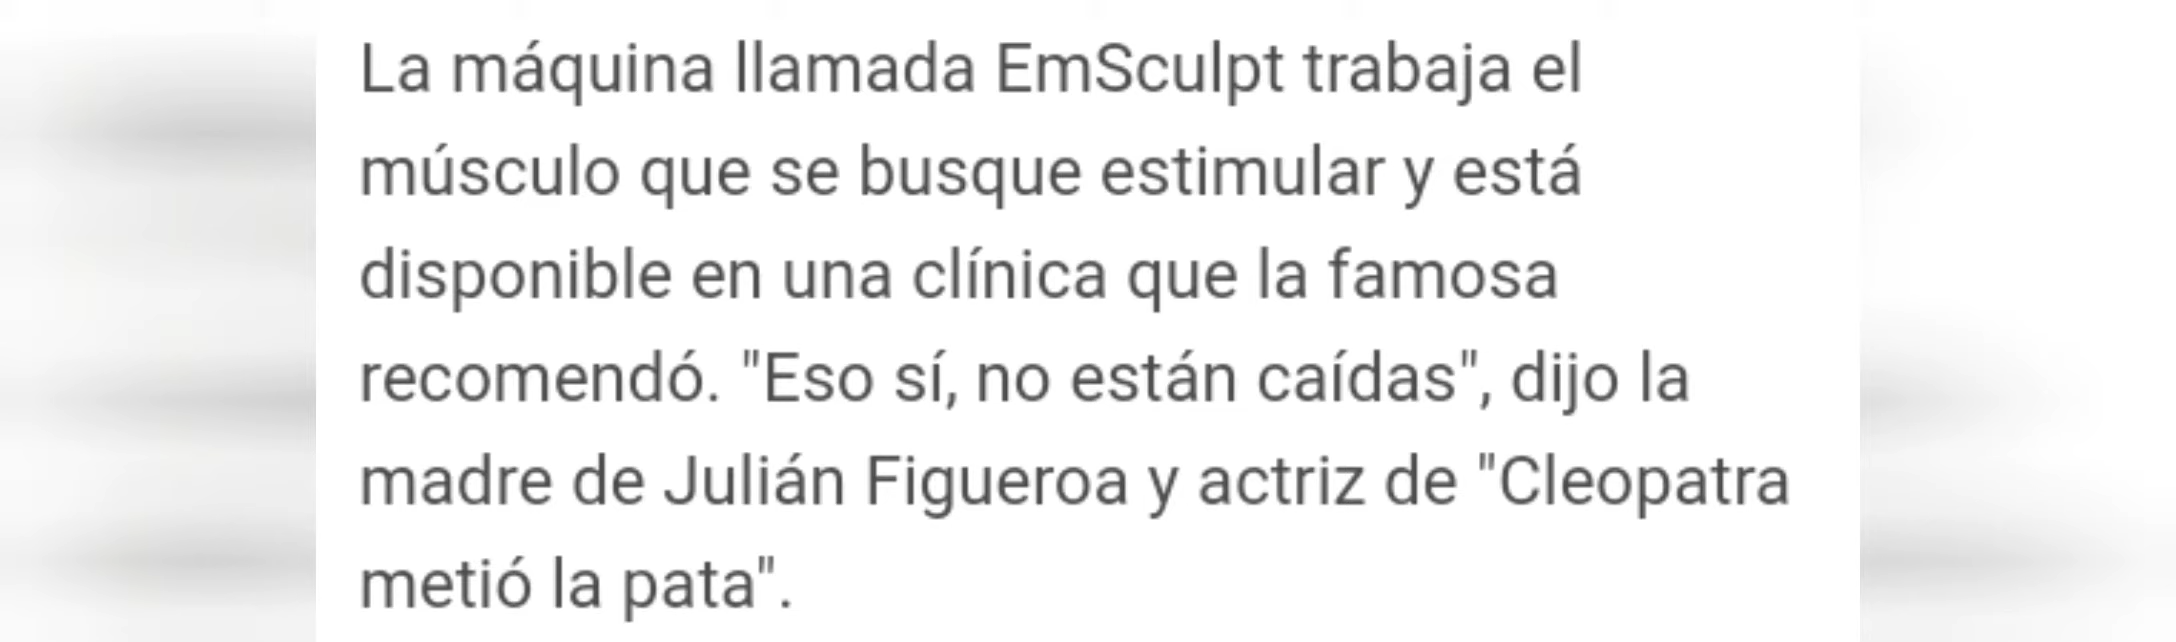 La máquina llamada EmSculpt trabaja el
músculo que se busque estimular y está
disponible en una clínica que la famosa
recomendó. "Eso sí, no están caídas", dijo la
madre de Julián Figueroa y actriz de "Cleopatra
metió la pata".